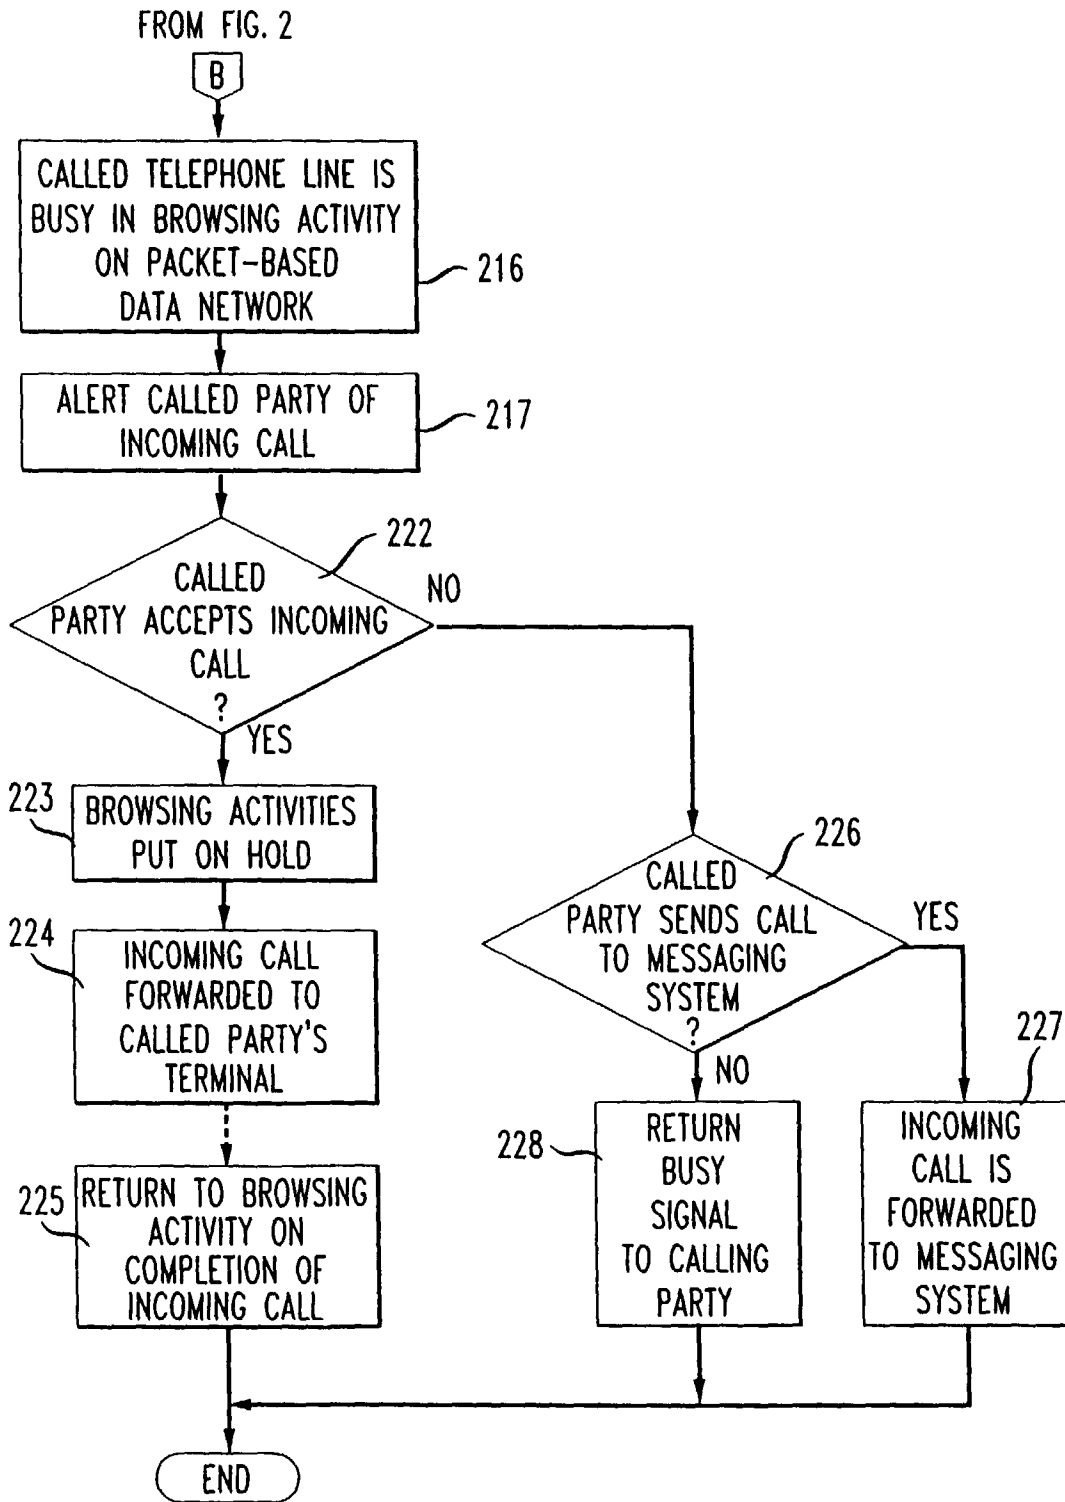 FROM FIG. 2
B
CALLED TELEPHONE LINE IS
BUSY IN BROWSING ACTIVITY
ON PACKET-BASED
DATA NETWORK
216
ALERT CALLED PARTY OF
INCOMING CALL
217
222
CALLED
PARTY ACCEPTS INCOMING
CALL
?
NO
YES
223
BROWSING ACTIVITIES
PUT ON HOLD
224
INCOMING CALL
FORWARDED TO
CALLED PARTY'S
TERMINAL
225
RETURN TO BROWSING
ACTIVITY ON
COMPLETION OF
INCOMING CALL
226
CALLED
PARTY SENDS CALL
TO MESSAGING
SYSTEM
?
YES
NO
228
RETURN
BUSY
SIGNAL
TO CALLING
PARTY
227
INCOMING
CALL IS
FORWARDED
TO MESSAGING
SYSTEM
END